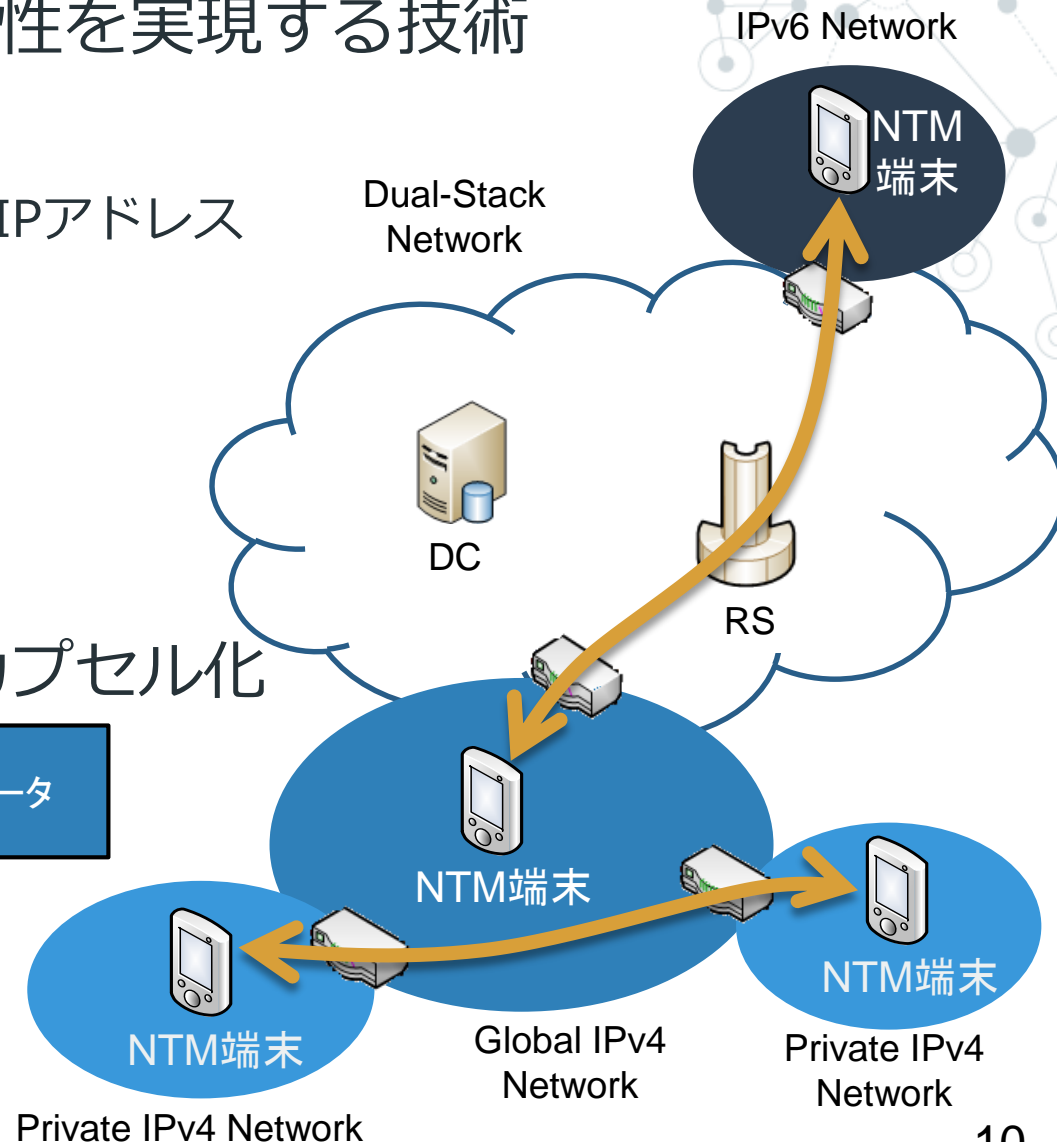 性を実現する技術
IPv6 Network
NTM
端末
IPアドレス
Dual-Stack
Network
DC
RS
カプセル化
ータ
NTM端末
NTM端末
NTM端末
Global IPv4
Network
Private IPv4
Network
Private IPv4 Network
10